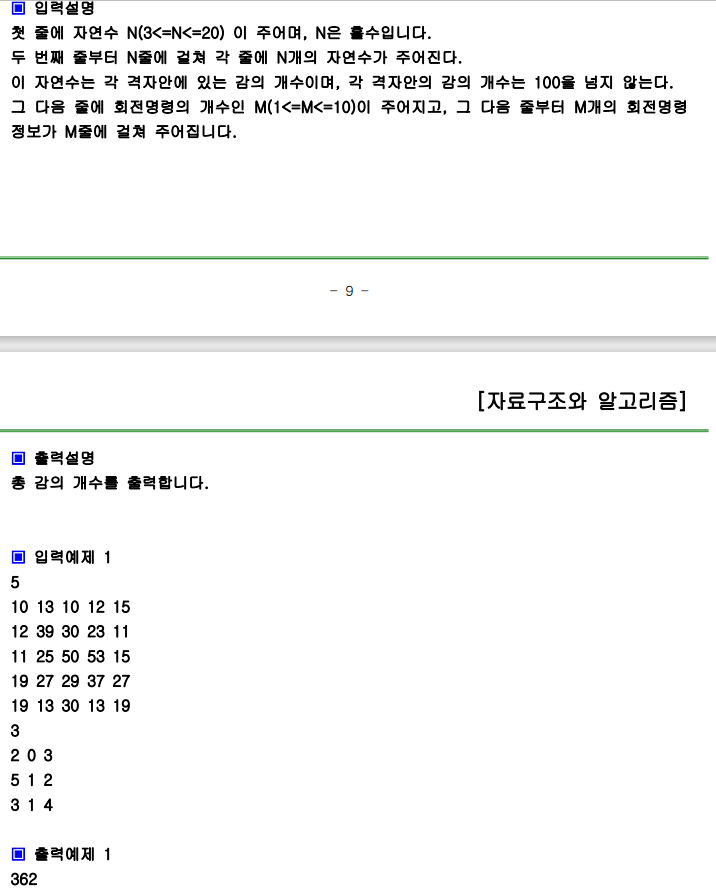 ▣ 입력설명
첫 줄에 자연수 N(3<=N<=20) 이 주어며, N은 홀수입니다.
두 번째 줄부터 N줄에 걸쳐 각 줄에 N개의 자연수가 주어진다.
이 자연수는 각 격자안에 있는 감의 개수이며, 각 격자안의 감의 개수는 100을 넘지 않는다.
그 다음 줄에 회전명령의 개수인 M(1<=M<=10)이 주어지고, 그 다음 줄부터 M개의 회전명령
정보가 M줄에 걸쳐 주어집니다.
- 9 -
[자료구조와 알고리즘]
▣ 출력설명
총 감의 개수를 출력합니다.
▣ 입력예제 1
5
10 13 10 12 15
12 39 30 23 11
11 25 50 53 15
19 27 29 37 27
19 13 30 13 19
3
2 0 3
5 1 2
3 1 4
▣ 출력예제 1
362